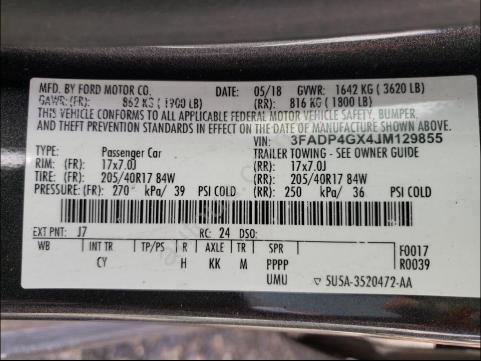 MFD. BY FORD MOTOR CO. DATE: 05/18 GVWR: 1642 KG ( 3620 LB)
GAWR: (FR): 862 KG ( 1900 LB) (RR): 816 KG ( 1800 LB)
THIS VEHICLE CONFORMS TO ALL APPLICABLE FEDERAL MOTOR VEHICLE SAFETY, BUMPER,
AND THEFT PREVENTION STANDARDS IN EFFECT ON THE DATE OF MANUFACTURE SHOWN ABOVE.
VIN: 3FADP4GX4JM129855
TYPE: Passenger Car TRAILER TOWING - SEE OWNER GUIDE
RIM: (FR): 17x7.0J (RR): 17x7.0J
TIRE: (FR): 205/40R17 84W (RR): 205/40R17 84W
PRESSURE: (FR): 270 kPa/ 39 PSI COLD (RR): 250 kPa/ 36 PSI COLD
EXT PNT: J7 RC: 24 DSO:
WB INT TR TP/PS R AXLE TR SPR F0017
CY H KK M PPPP R0039
UMU 5U5A-3520472-AA